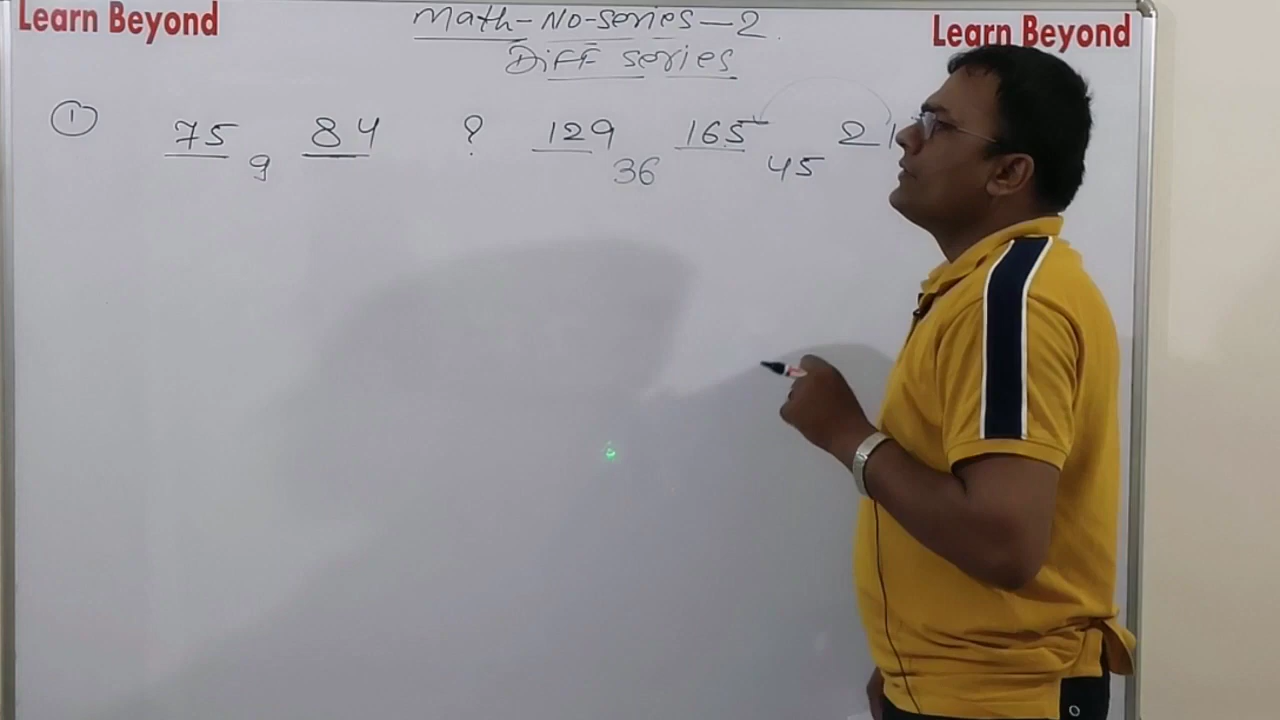 Learn Beyond
Math-No-series-2
Learn Beyond
Diff series
1 75 84 ? 129 165
9 36 45